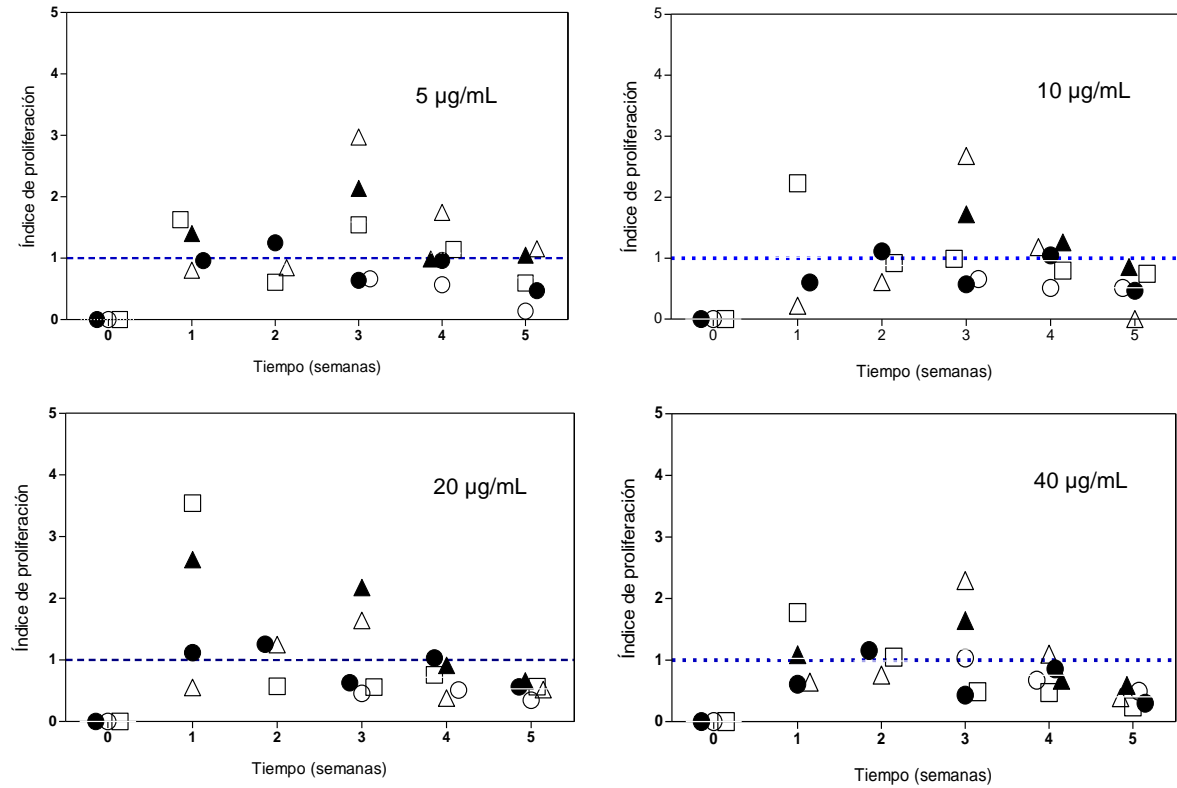 5
4
3
2
1
0
Índice de proliferación
5 µg/mL
0 1 2 3 4 5
Tiempo (semanas)
5
4
3
2
1
0
Índice de proliferación
10 µg/mL
0 1 2 3 4 5
Tiempo (semanas)
5
4
3
2
1
0
Índice de proliferación
20 µg/mL
0 1 2 3 4 5
Tiempo (semanas)
5
4
3
2
1
0
Índice de proliferación
40 µg/mL
0 1 2 3 4 5
Tiempo (semanas)